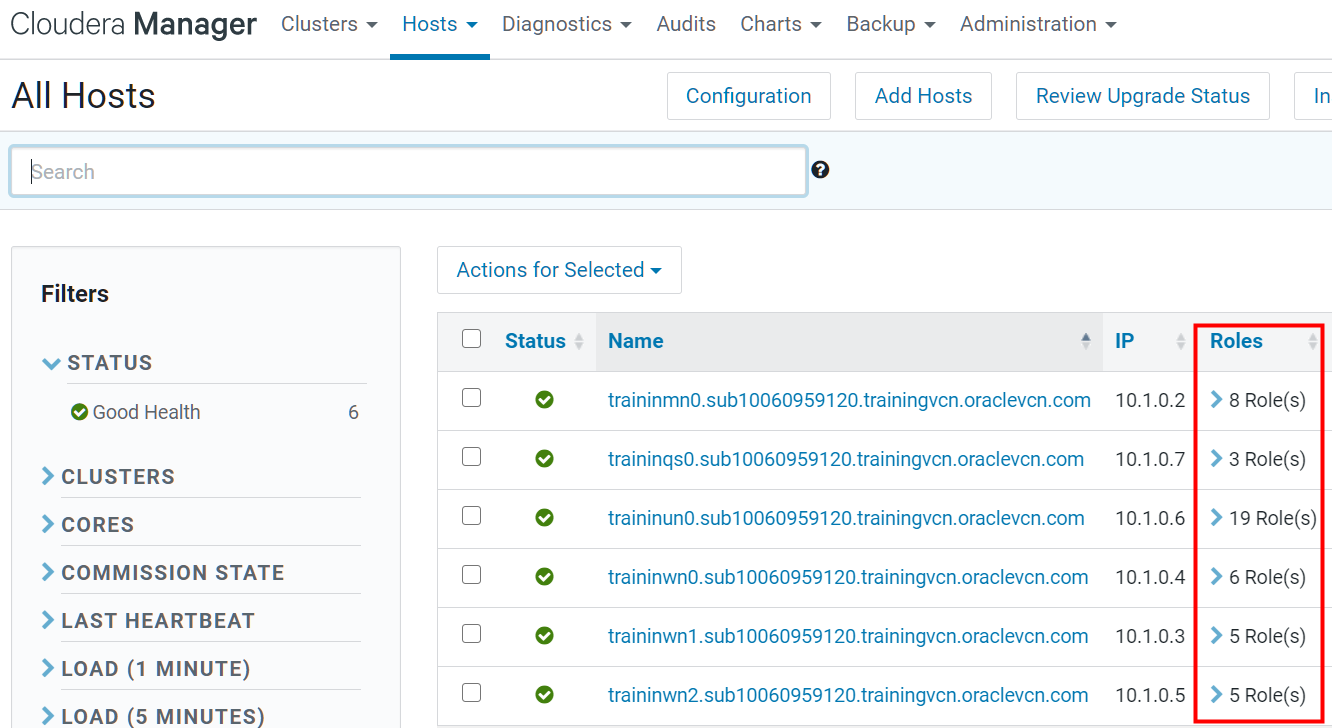 Cloudera Manager Clusters Hosts Diagnostics Audits Charts Backup Administration
All Hosts Configuration Add Hosts Review Upgrade Status In
Search
Actions for Selected
Filters
STATUS
Good Health 6
CLUSTERS
CORES
COMMISSION STATE
LAST HEARTBEAT
LOAD (1 MINUTE)
LOAD (5 MINUTES)
Status Name IP Roles
traininmn0.sub10060959120.trainingvcn.oraclevcn.com 10.1.0.2 8 Role(s)
traininqs0.sub10060959120.trainingvcn.oraclevcn.com 10.1.0.7 3 Role(s)
traininun0.sub10060959120.trainingvcn.oraclevcn.com 10.1.0.6 19 Role(s)
traininwn0.sub10060959120.trainingvcn.oraclevcn.com 10.1.0.4 6 Role(s)
traininwn1.sub10060959120.trainingvcn.oraclevcn.com 10.1.0.3 5 Role(s)
traininwn2.sub10060959120.trainingvcn.oraclevcn.com 10.1.0.5 5 Role(s)